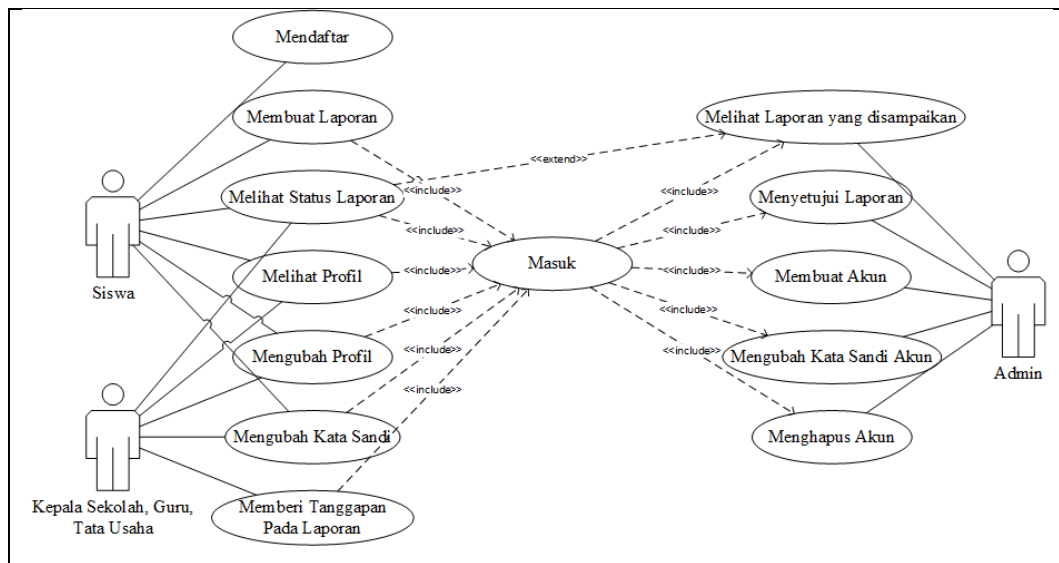 Mendaftar
Membuat Laporan
Melihat Laporan yang disampaikan
<<extend>>
<<include>>
<<include>>
Melihat Status Laporan
Menyetujui Laporan
<<include>>
<<include>>
Siswa
Melihat Profil
<<include>>
Masuk
<<include>>
Membuat Akun
<<include>>
<<include>>
Mengubah Profil
<<include>>
<<include>>
Mengubah Kata Sandi Akun
Admin
<<include>>
Mengubah Kata Sandi
Menghapus Akun
Kepala Sekolah, Guru,
Tata Usaha
Memberi Tanggapan
Pada Laporan